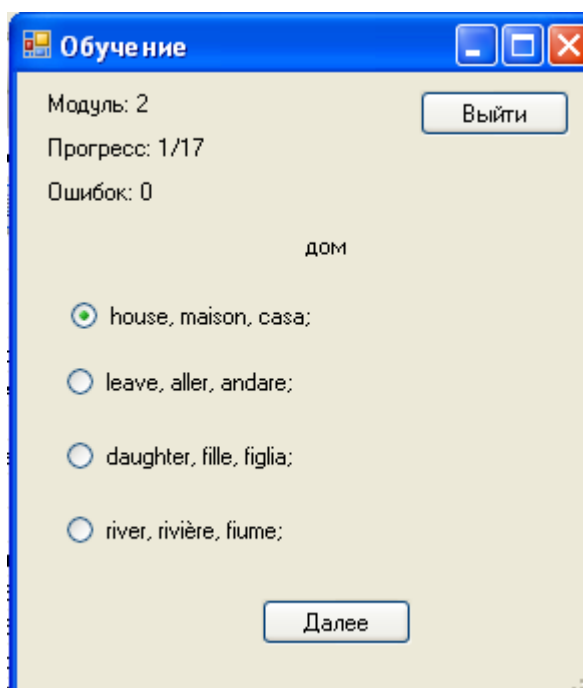 Обучение
Модуль: 2
Выйти
Прогресс: 1/17
Ошибок: 0
дом
house, maison, casa;
leave, aller, andare;
daughter, fille, figlia;
river, rivière, fiume;
Далее